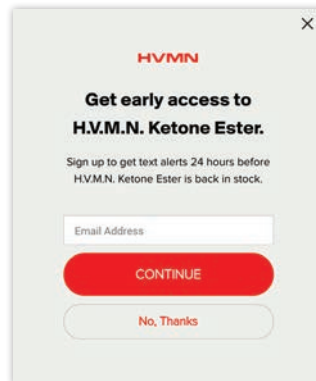 HVMN
Get early access to
H.V.M.N. Ketone Ester.
Sign up to get text alerts 24 hours before
H.V.M.N. Ketone Ester is back in stock.
Email Address
CONTINUE
No, Thanks